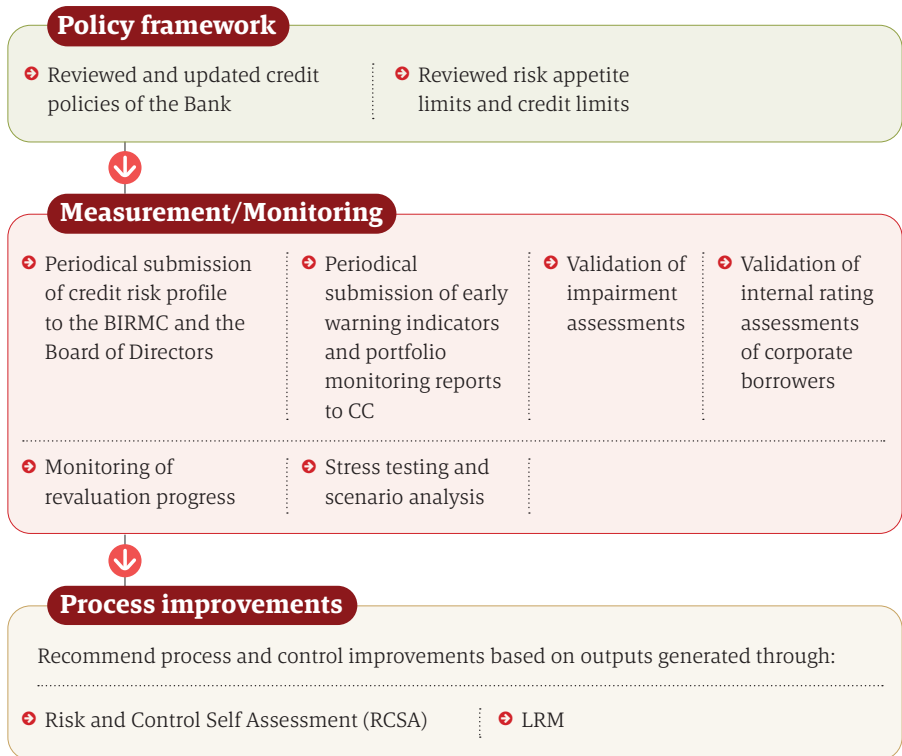 Policy framework
Reviewed and updated credit
policies of the Bank
Reviewed risk appetite
limits and credit limits
Measurement/Monitoring
Periodical submission
of credit risk profile
to the BIRMC and the
Board of Directors
Periodical
submission of early
warning indicators
and portfolio
monitoring reports
to CC
Validation of
impairment
assessments
Validation of
internal rating
assessments
of corporate
borrowers
Monitoring of
revaluation progress
Stress testing and
scenario analysis
Process improvements
Recommend process and control improvements based on outputs generated through:
Risk and Control Self Assessment (RCSA)
LRM